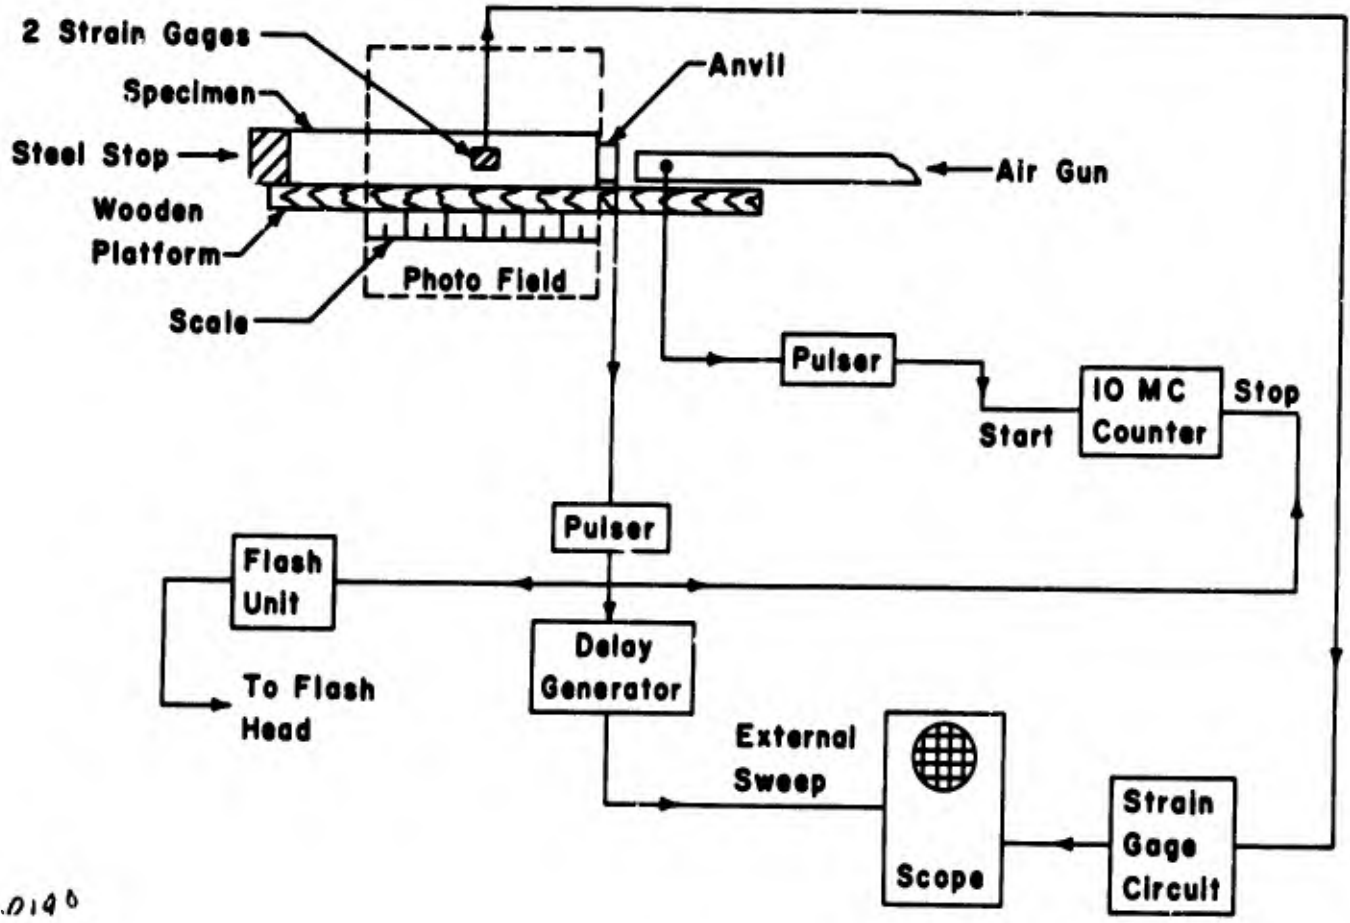 2 Strain Gages
Specimen
Steel Stop
Anvil
Air Gun
Wooden
Platform
Photo Field
Scale
Pulser
10 MC
Counter
Stop
Start
Pulser
Flash
Unit
To Flash
Head
Delay
Generator
External
Sweep
Scope
Strain
Gage
Circuit
.0190